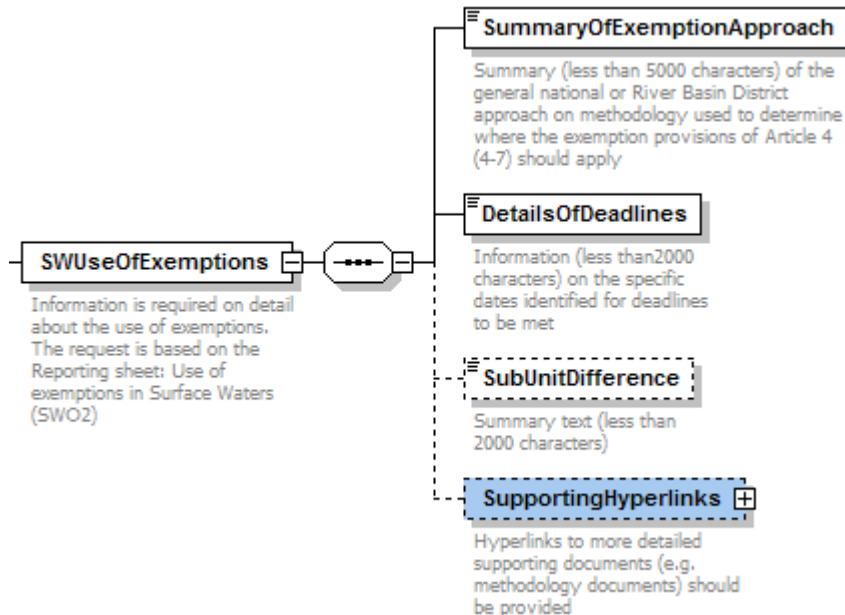 SummaryOfExemptionApproach
Summary (less than 5000 characters) of the
general national or River Basin District
approach on methodology used to determine
where the exemption provisions of Article 4
(4-7) should apply
DetailsOfDeadlines
Information (less than2000
characters) on the specific
dates identified for deadlines
to be met
SWUseOfExemptions
Information is required on detail
about the use of exemptions.
The request is based on the
Reporting sheet: Use of
exemptions in Surface Waters
(SWO2)
SubUnitDifference
Summary text (less than
2000 characters)
SupportingHyperlinks
Hyperlinks to more detailed
supporting documents (e.g.
methodology documents) should
be provided